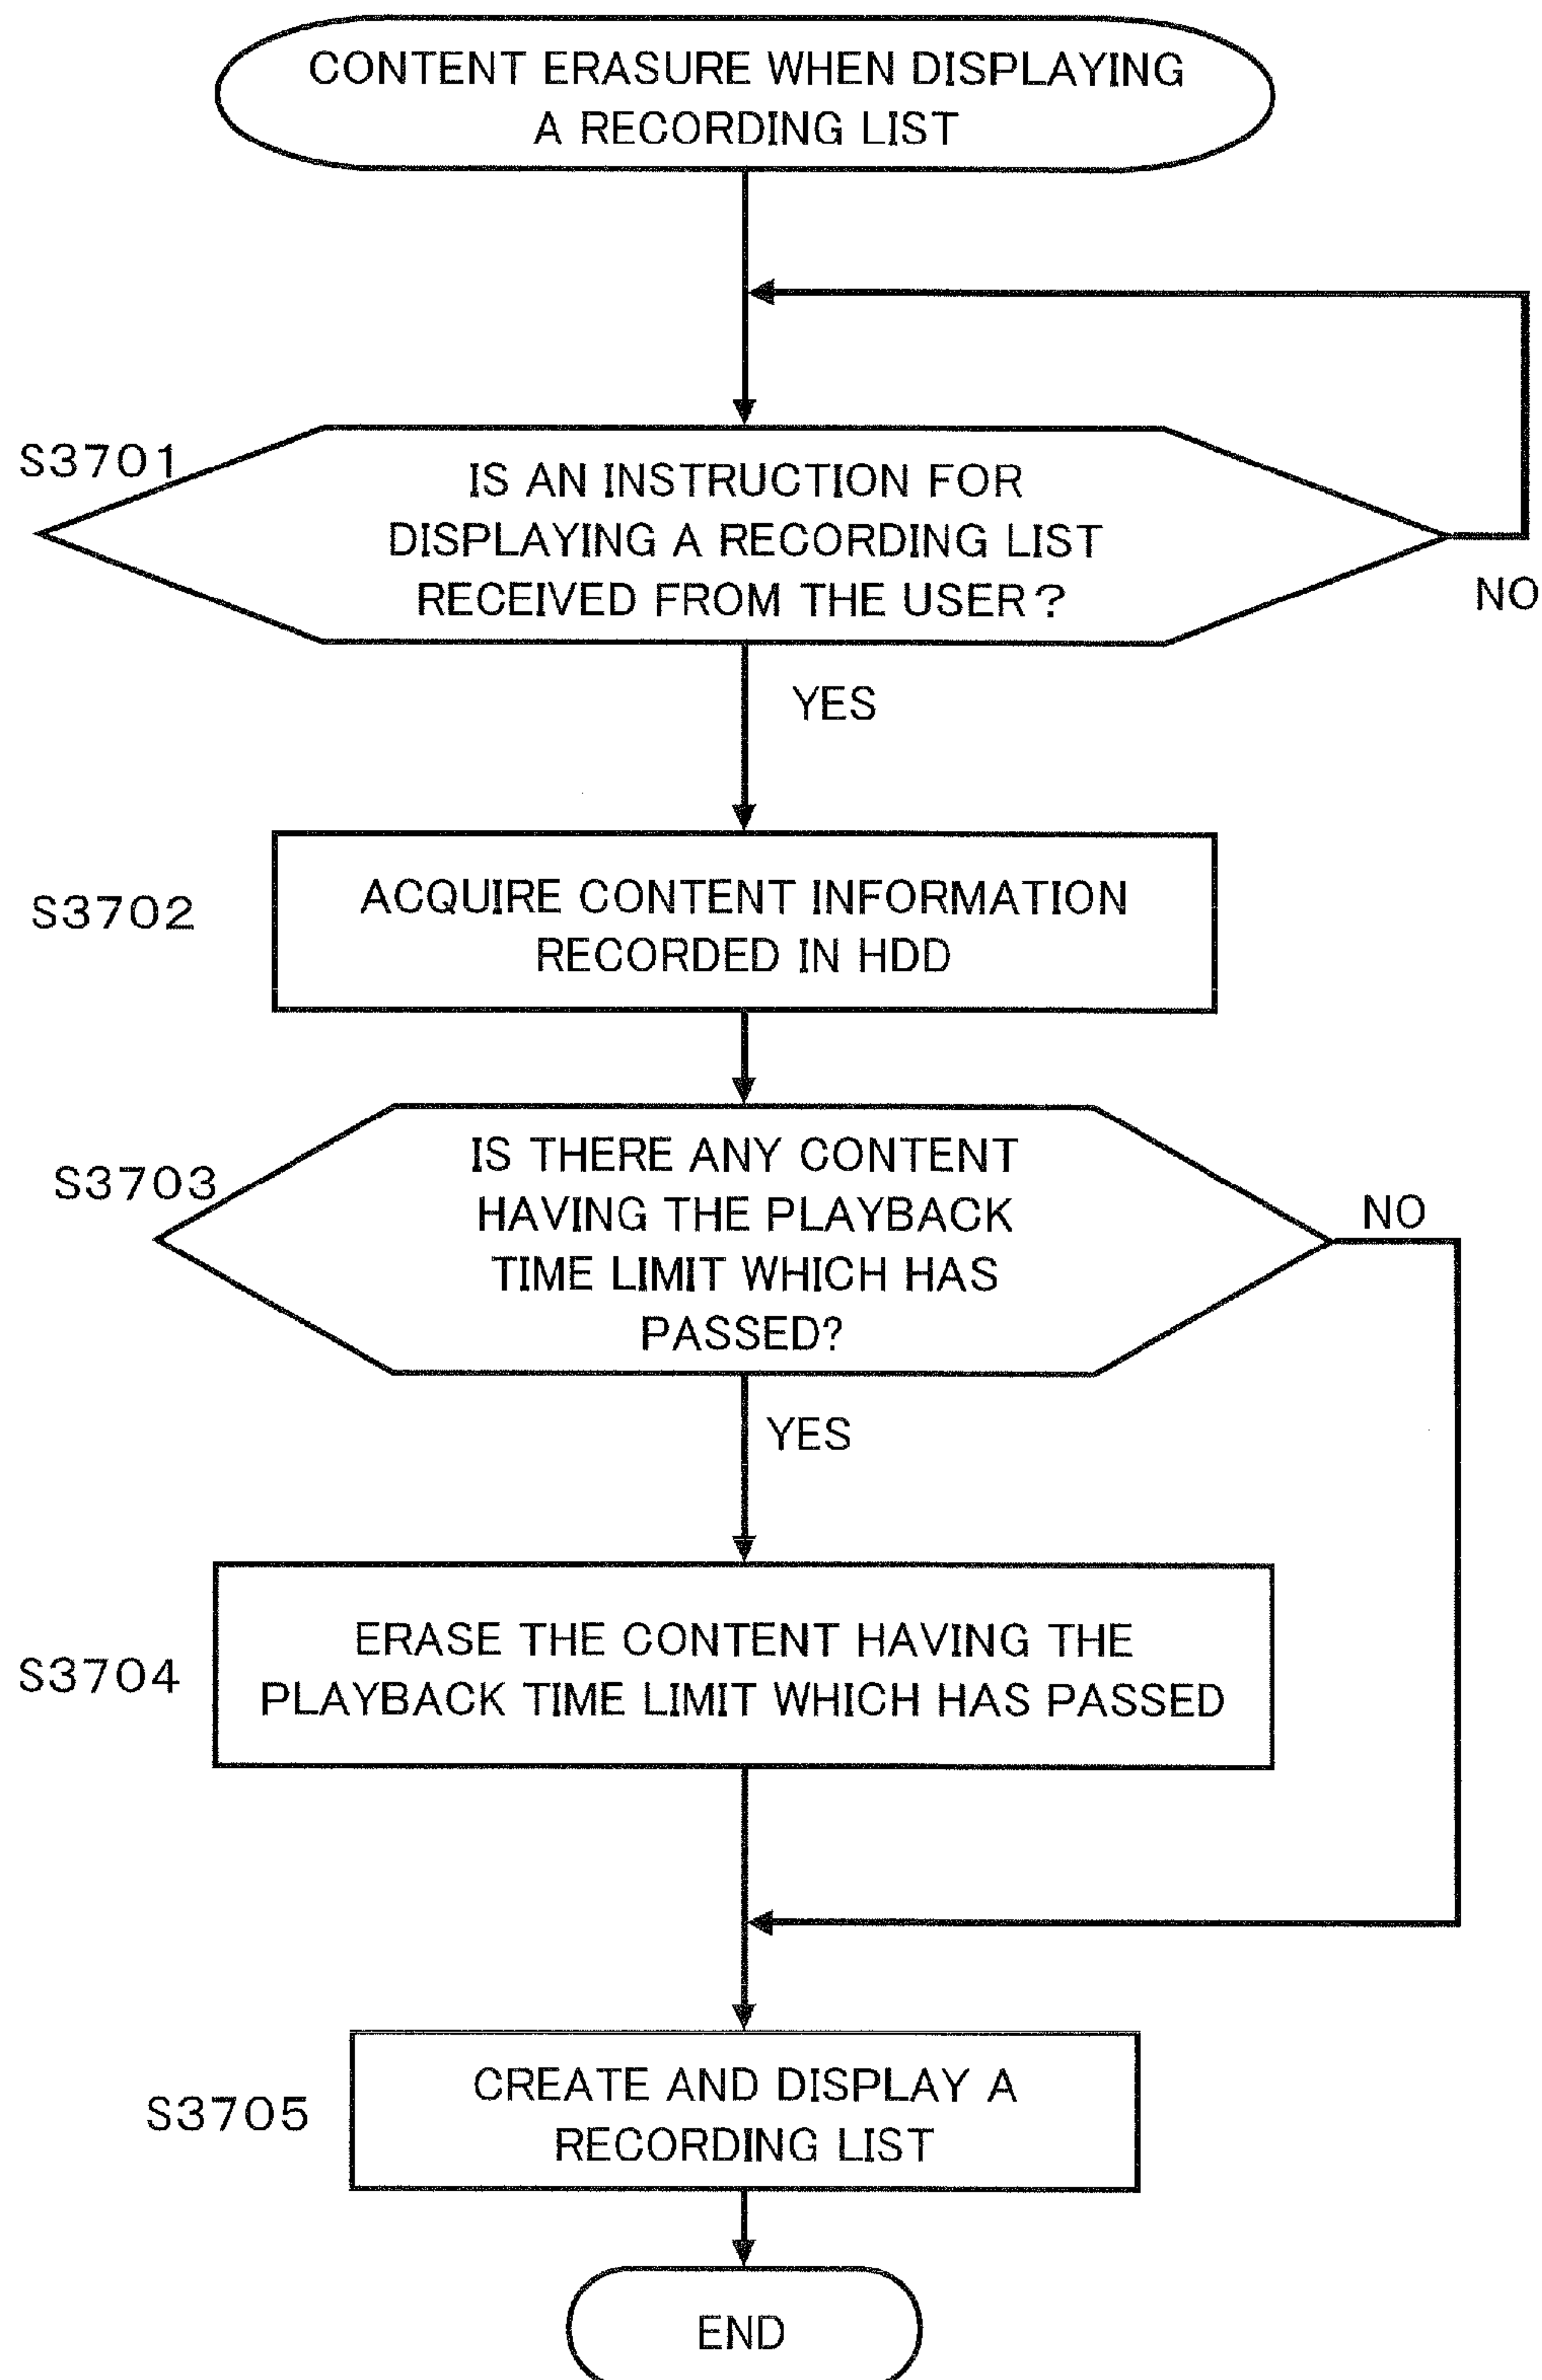 CONTENT ERASURE WHEN DISPLAYING
A RECORDING LIST
S3701
IS AN INSTRUCTION FOR
DISPLAYING A RECORDING LIST
RECEIVED FROM THE USER?
NO
YES
S3702
ACQUIRE CONTENT INFORMATION
RECORDED IN HDD
S3703
IS THERE ANY CONTENT
HAVING THE PLAYBACK
TIME LIMIT WHICH HAS
PASSED?
NO
YES
S3704
ERASE THE CONTENT HAVING THE
PLAYBACK TIME LIMIT WHICH HAS PASSED
S3705
CREATE AND DISPLAY A
RECORDING LIST
END